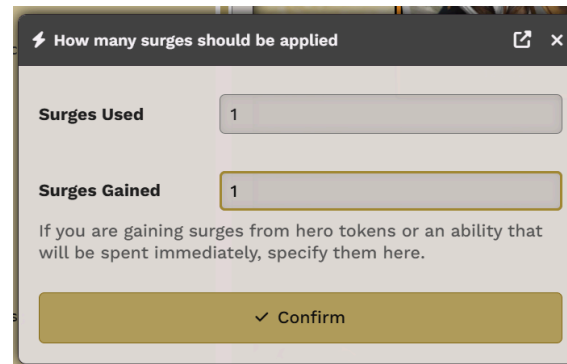 How many surges should be applied
Surges Used
1
Surges Gained
1
If you are gaining surges from hero tokens or an ability that
will be spent immediately, specify them here.
Confirm